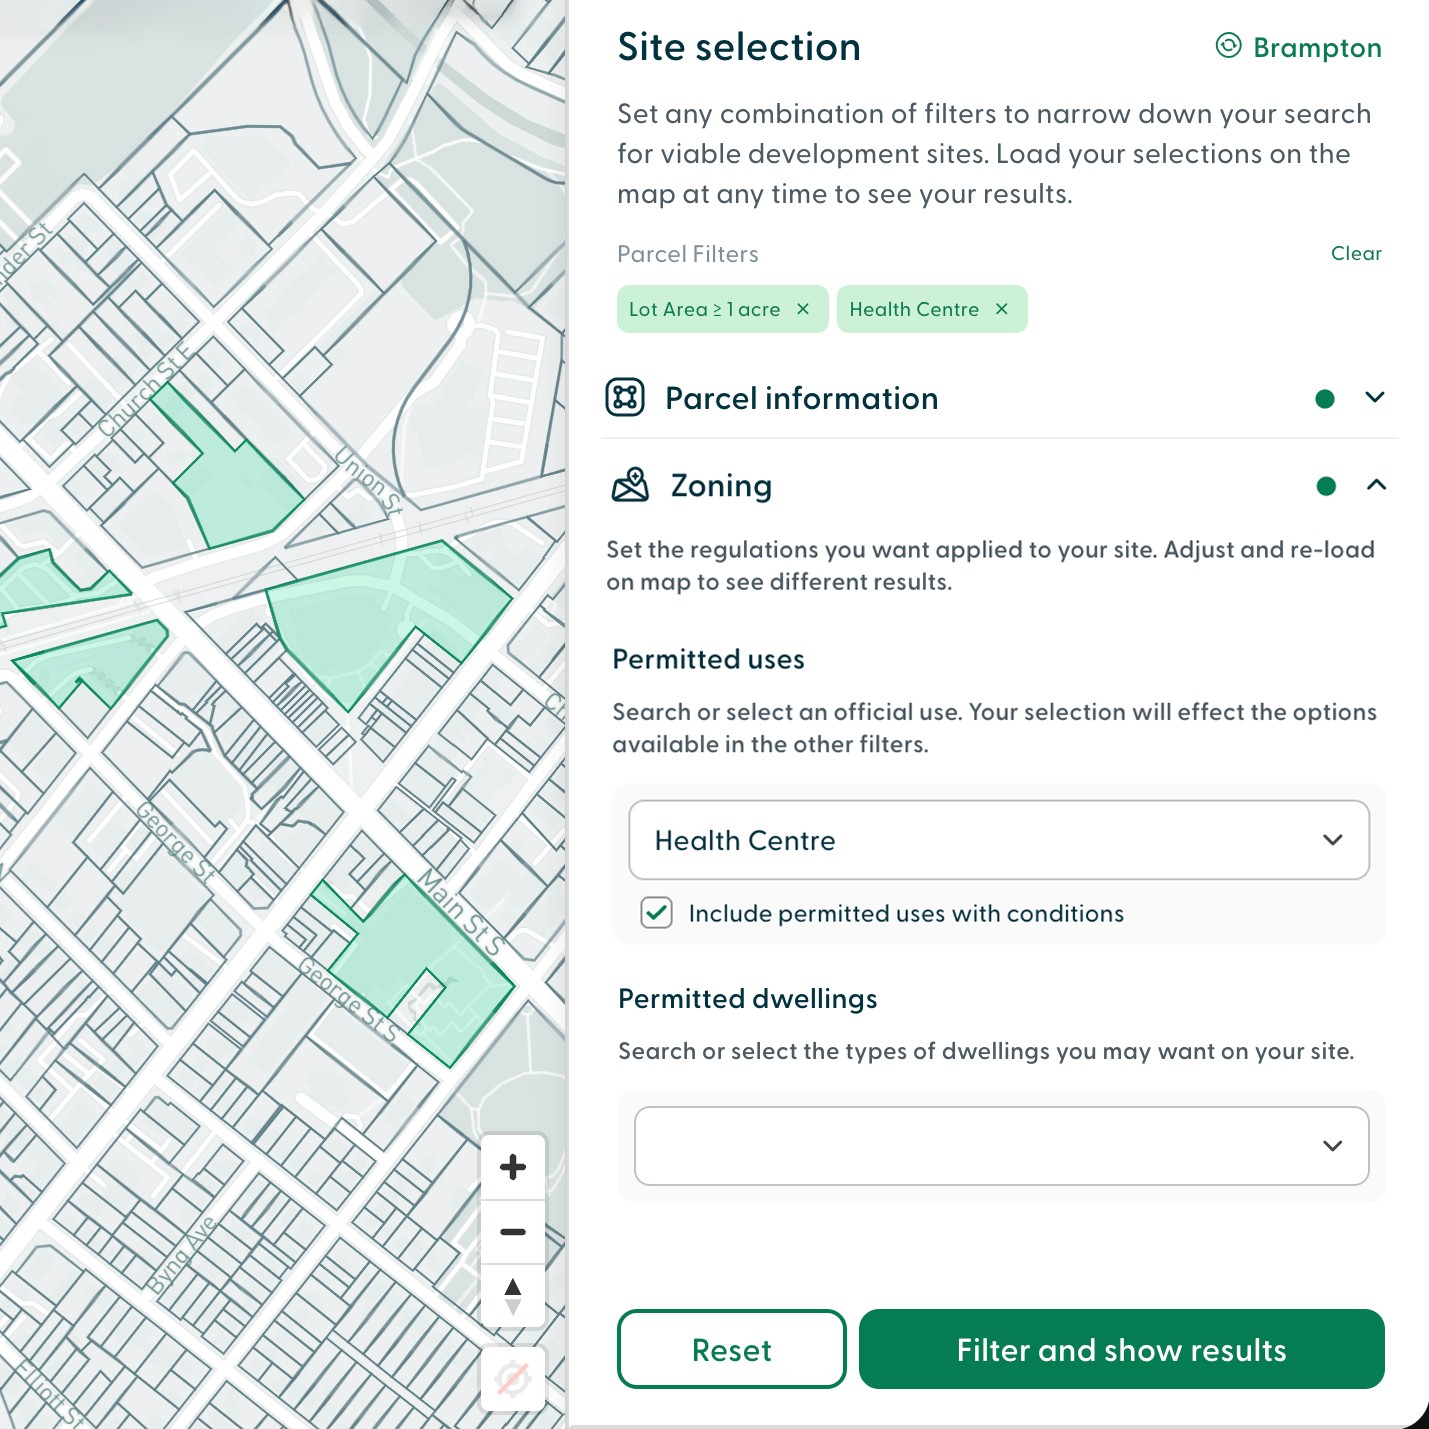 Site selection
Brampton
Set any combination of filters to narrow down your search
for viable development sites. Load your selections on the
map at any time to see your results.
Parcel Filters
Clear
Lot Area ≥ 1 acre ×
Health Centre ×
Parcel information
Zoning
Set the regulations you want applied to your site. Adjust and re-load
on map to see different results.
Permitted uses
Search or select an official use. Your selection will effect the options
available in the other filters.
Health Centre
Include permitted uses with conditions
Permitted dwellings
Search or select the types of dwellings you may want on your site.
Reset
Filter and show results
Church St E
Union St
George St
Main St S
George St S
Byng Ave
Elliott St